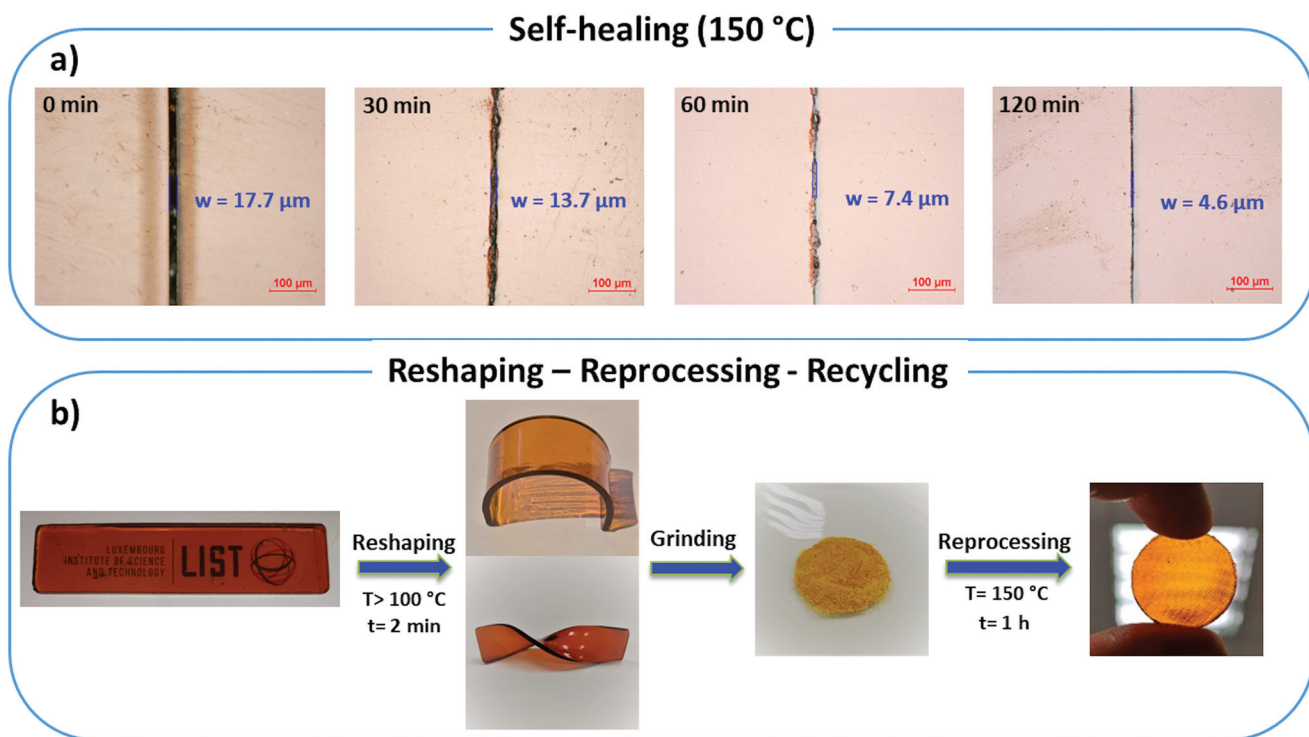 Self-healing (150 °C)
a)
0 min
w = 17.7 µm
100 µm
30 min
w = 13.7 µm
100 µm
60 min
w = 7.4 µm
100 µm
120 min
w = 4.6 µm
100 µm
Reshaping – Reprocessing - Recycling
b)
LUXEMBOURG
INSTITUTE OF SCIENCE
AND TECHNOLOGY
LIST
Reshaping
T> 100 °C
t= 2 min
Grinding
Reprocessing
T= 150 °C
t= 1 h